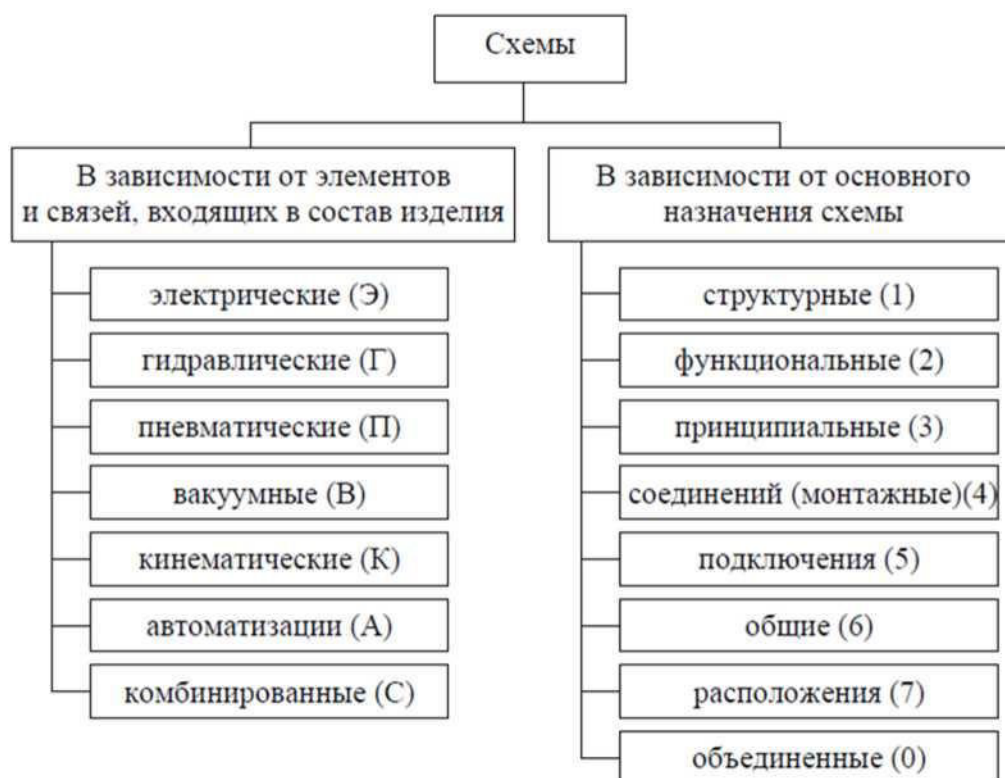 Схемы
В зависимости от элементов
и связей, входящих в состав изделия
электрические (Э)
гидравлические (Г)
пневматические (П)
вакуумные (В)
кинематические (К)
автоматизации (А)
комбинированные (С)
В зависимости от основного
назначения схемы
структурные (1)
функциональные (2)
принципиальные (3)
соединений (монтажные)(4)
подключения (5)
общие (6)
расположения (7)
объединенные (0)